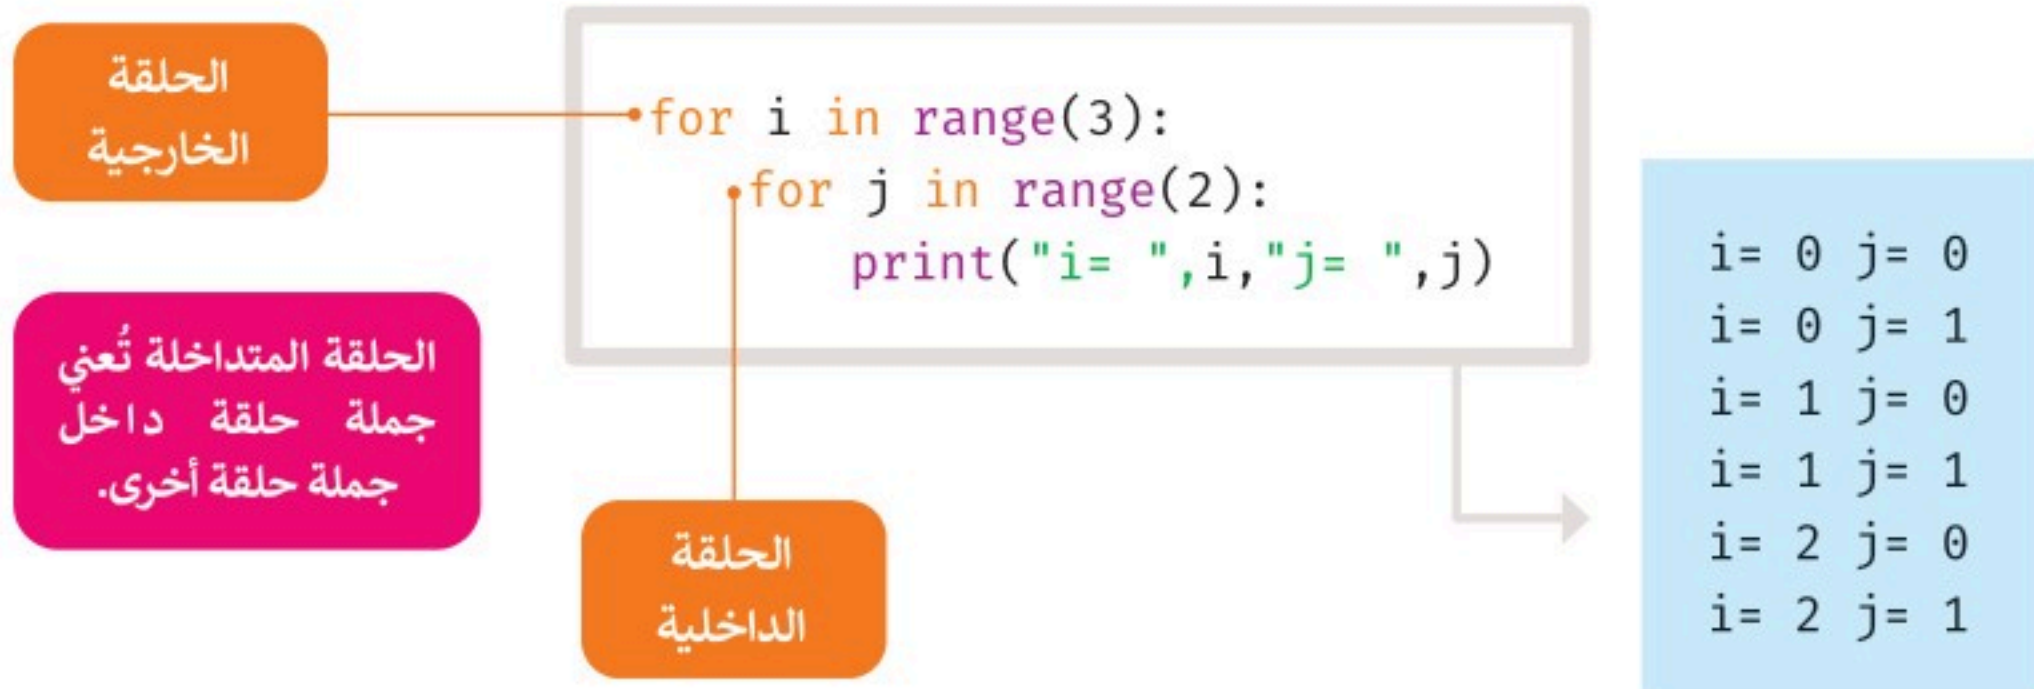 الحلقة
الخارجية
for i in range(3):
for j in range(2):
print("i= ",i,"j= ",j)
الحلقة المتداخلة تُعني
جملة حلقة داخل
جملة حلقة أخرى.
الحلقة
الداخلية
i= 0 j= 0
i= 0 j= 1
i= 1 j= 0
i= 1 j= 1
i= 2 j= 0
i= 2 j= 1